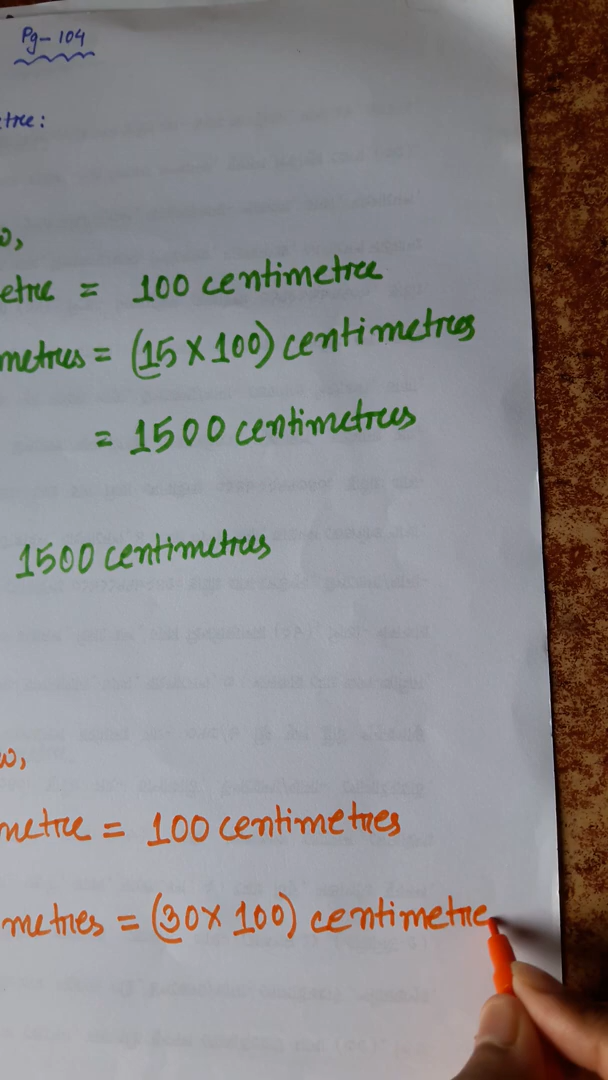 Pg-104
etre:
w,
etre = 100 centimetre
metres = (15 X 100) centimetres
= 1500 centimetres
1500 centimetres
w,
metre = 100 centimetres
metres = (30 X 100) centimetre